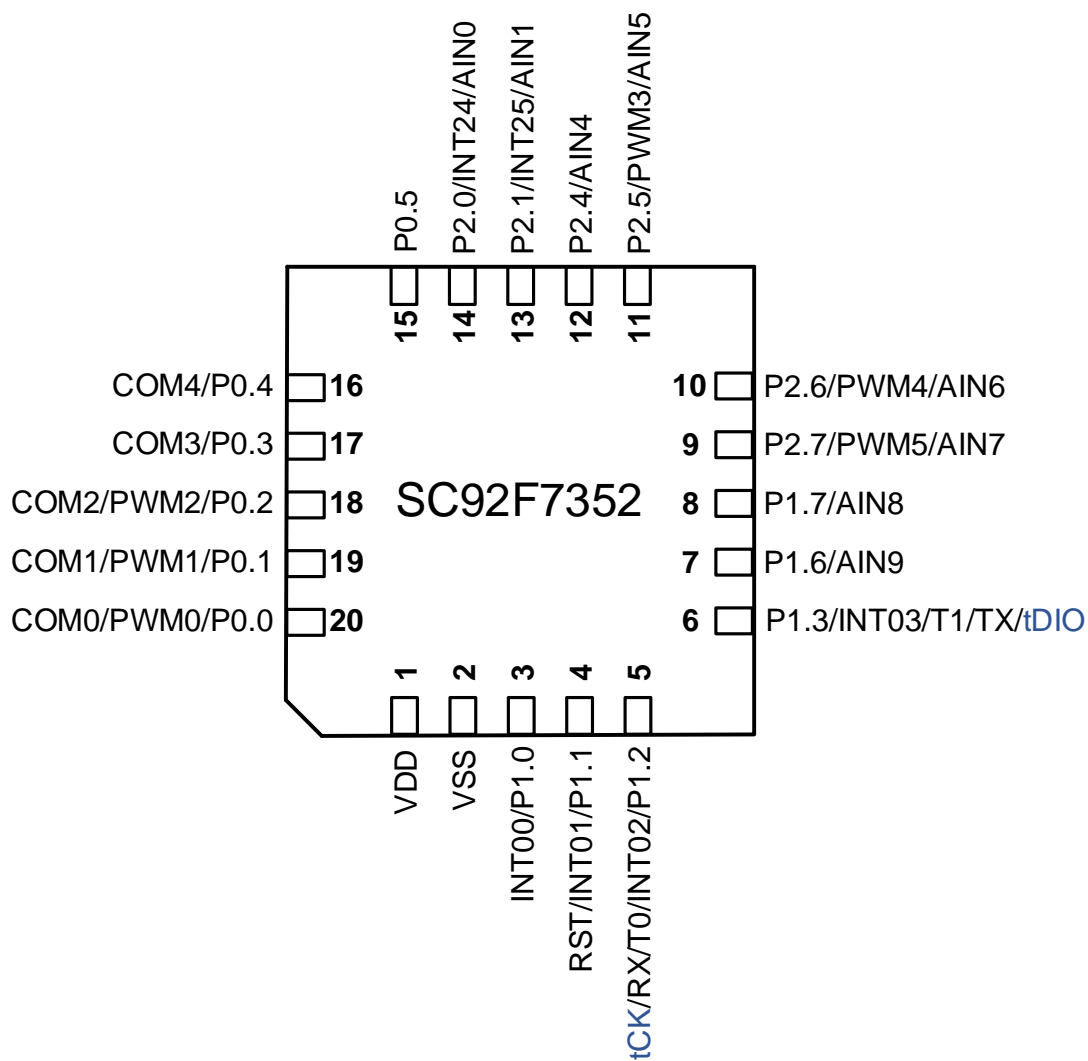 P0.5
P2.0/INT24/AIN0
P2.1/INT25/AIN1
P2.4/AIN4
P2.5/PWM3/AIN5
15
14
13
12
11
COM4/P0.4 16
10 P2.6/PWM4/AIN6
COM3/P0.3 17
9 P2.7/PWM5/AIN7
COM2/PWM2/P0.2 18
SC92F7352
8 P1.7/AIN8
COM1/PWM1/P0.1 19
7 P1.6/AIN9
COM0/PWM0/P0.0 20
6 P1.3/INT03/T1/TX/tDIO
1
2
3
4
5
VDD
VSS
INT00/P1.0
RST/INT01/P1.1
tCK/RX/T0/INT02/P1.2